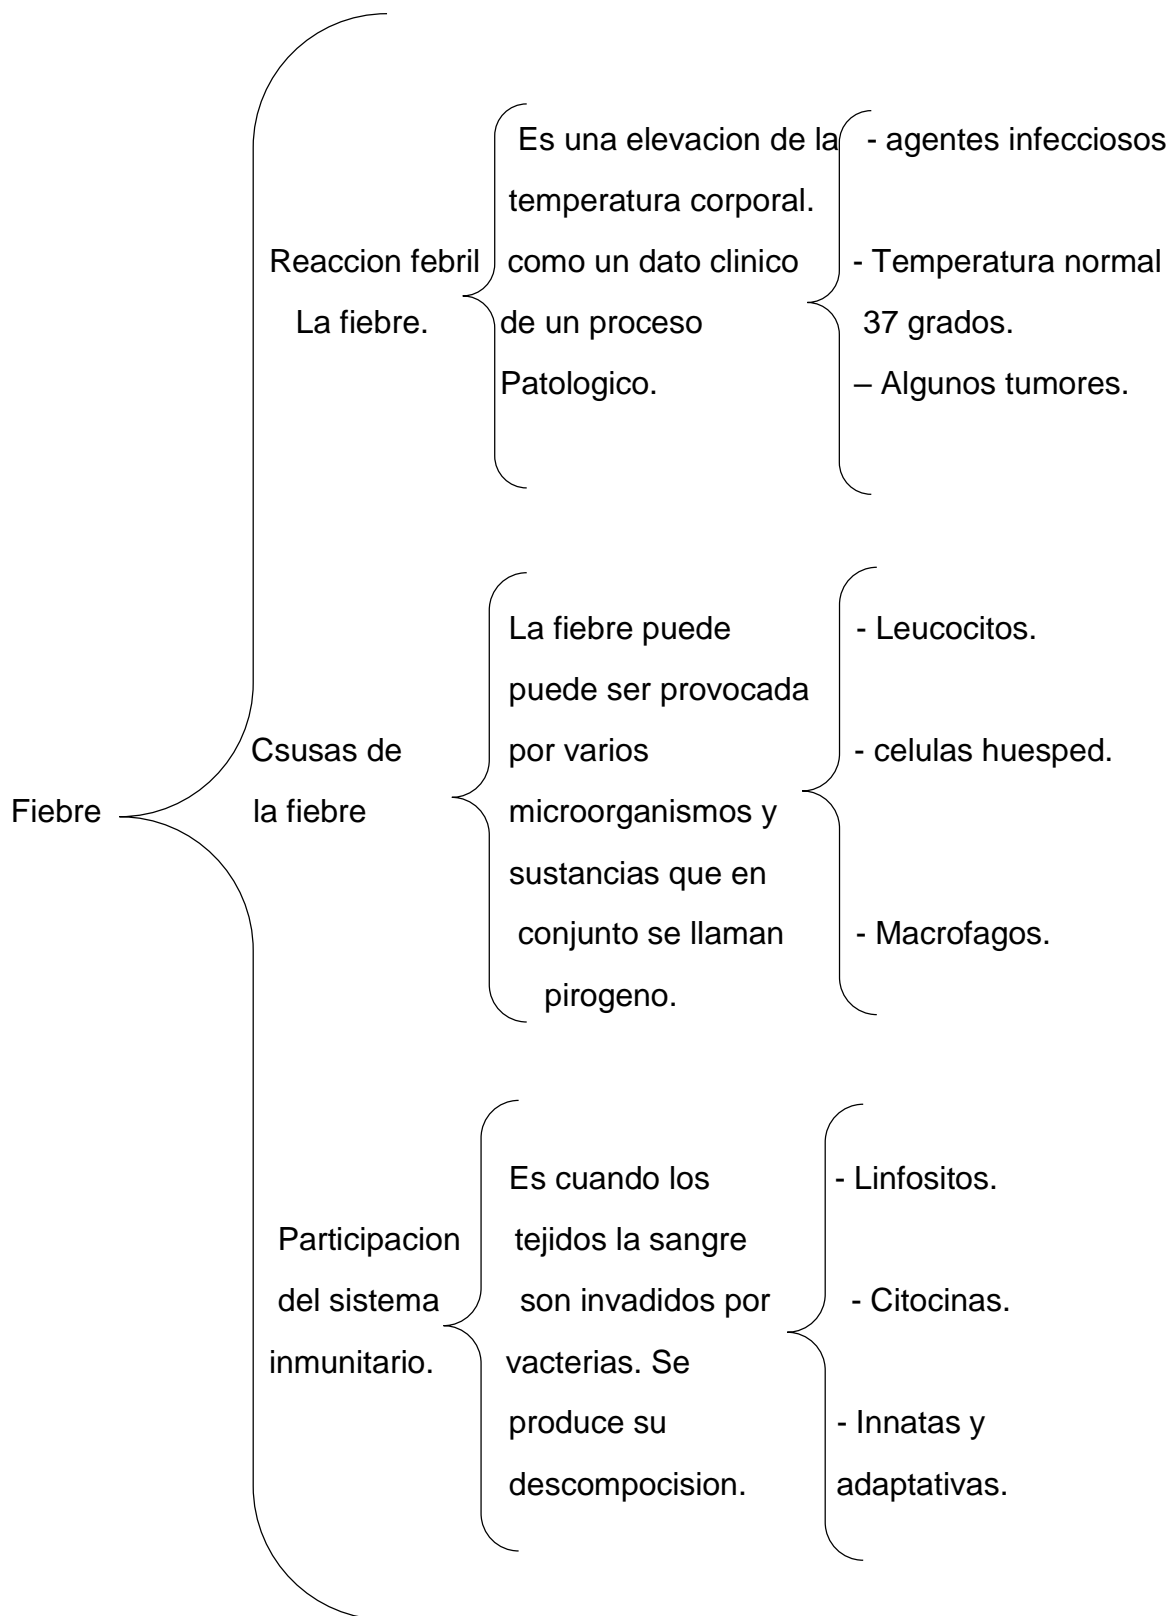 Fiebre
Reaccion febril
La fiebre.
Es una elevacion de la
temperatura corporal.
como un dato clinico
de un proceso
Patologico.
- agentes infecciosos
- Temperatura normal
37 grados.
– Algunos tumores.
Csusas de
la fiebre
La fiebre puede
puede ser provocada
por varios
microorganismos y
sustancias que en
conjunto se llaman
pirogeno.
- Leucocitos.
- celulas huesped.
- Macrofagos.
Participacion
del sistema
inmunitario.
Es cuando los
tejidos la sangre
son invadidos por
vacterias. Se
produce su
descompocision.
- Linfositos.
- Citocinas.
- Innatas y
adaptativas.